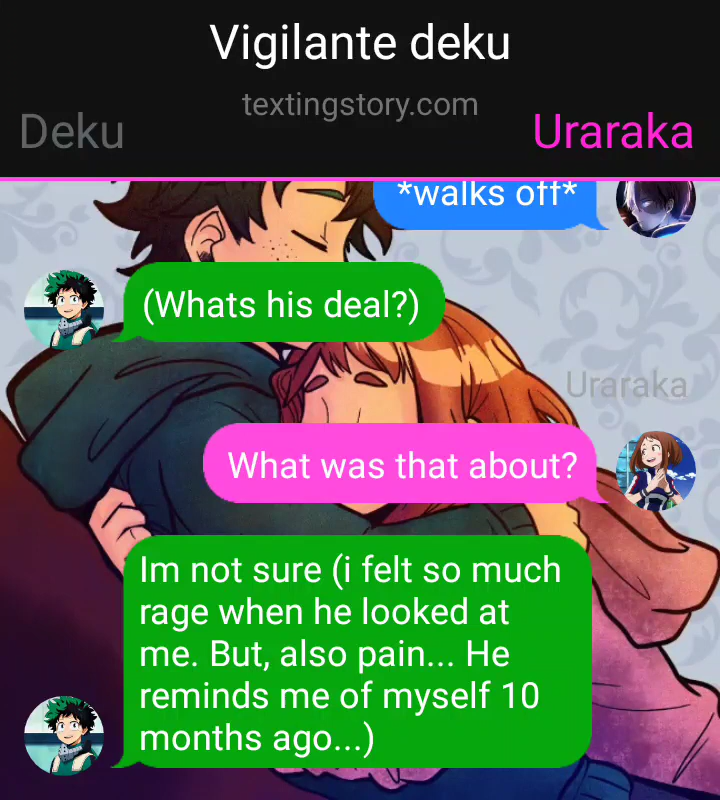 Vigilante deku
textingstory.com
Deku
Uraraka
*walks off*
(Whats his deal?)
Uraraka
What was that about?
Im not sure (i felt so much
rage when he looked at
me. But, also pain... He
reminds me of myself 10
months ago...)